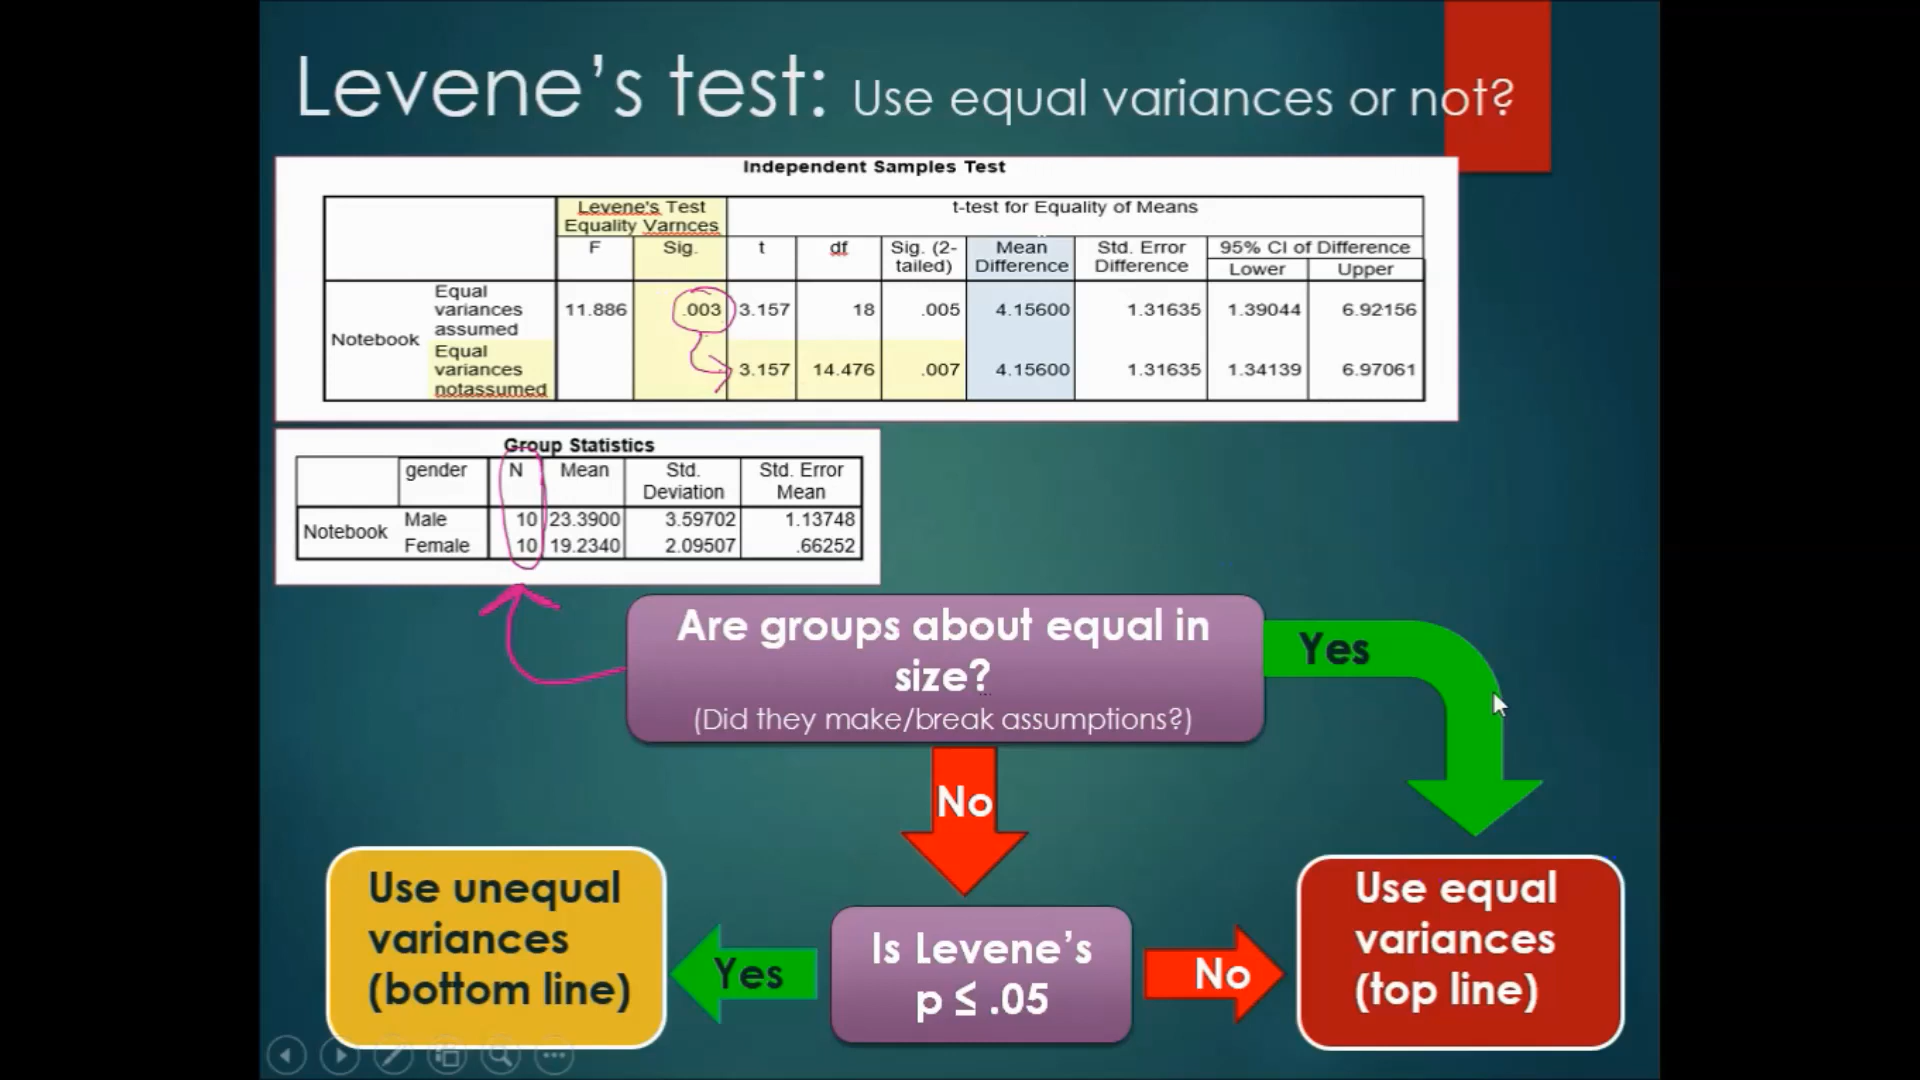 Levene’s test: Use equal variances or not?
Independent Samples Test
Levene's Test
Equality Varnces
t-test for Equality of Means
F Sig. t df Sig. (2-
tailed) Mean
Difference Std. Error
Difference 95% CI of Difference
Lower Upper
Notebook
Equal
variances
assumed 11.886 .003 3.157 18 .005 4.15600 1.31635 1.39044 6.92156
Equal
variances
notassumed 3.157 14.476 .007 4.15600 1.31635 1.34139 6.97061
Group Statistics
gender N Mean Std.
Deviation Std. Error
Mean
Notebook
Male 10 23.3900 3.59702 1.13748
Female 10 19.2340 2.09507 .66252
Are groups about equal in
size?
(Did they make/break assumptions?)
Yes
No
Use unequal
variances
(bottom line)
Yes
Is Levene’s
p ≤ .05
No
Use equal
variances
(top line)